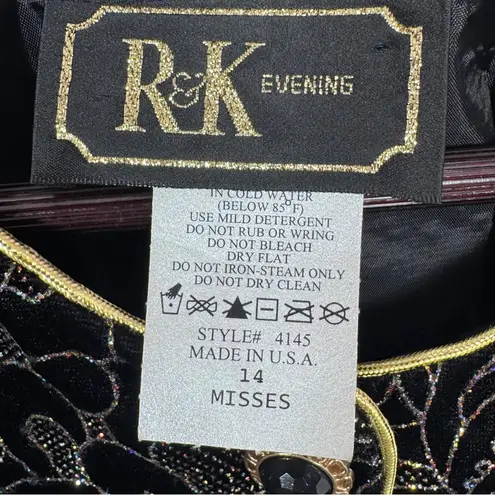 R&K EVENING
IN COLD WATER
(BELOW 85°F)
USE MILD DETERGENT
DO NOT RUB OR WRING
DO NOT BLEACH
DRY FLAT
DO NOT IRON-STEAM ONLY
DO NOT DRY CLEAN
STYLE# 4145
MADE IN U.S.A.
14
MISSES